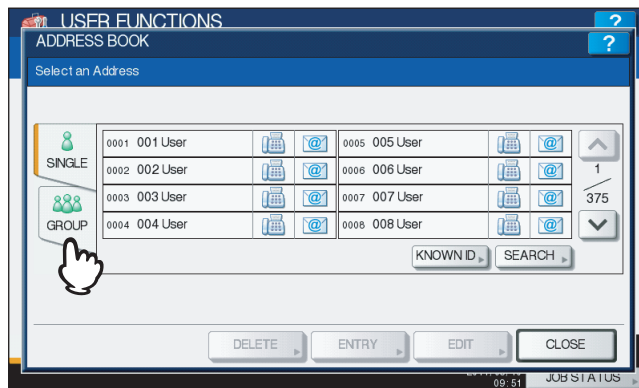 USER FUNCTIONS ?
ADDRESS BOOK ?
Select an Address
SINGLE
GROUP
0001 001 User @ 0005 005 User @
0002 002 User @ 0006 006 User @
0003 003 User @ 0007 007 User @
0004 004 User @ 0008 008 User @
1
375
KNOWN ID SEARCH
DELETE ENTRY EDIT CLOSE
09:51 JOB STATUS